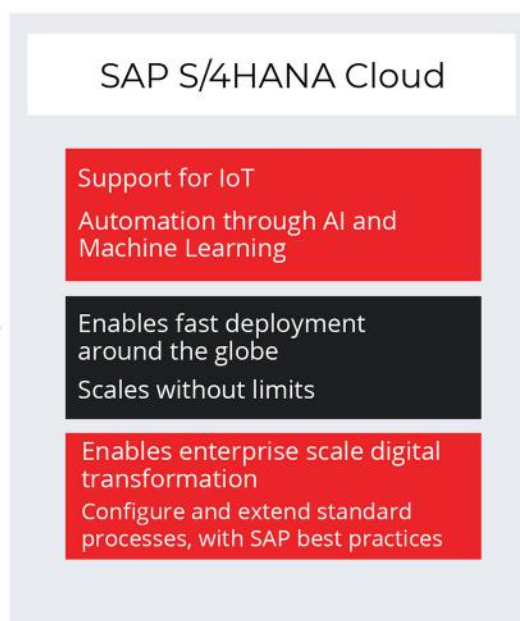 SAP S/4HANA Cloud
Support for IoT
Automation through AI and
Machine Learning
Enables fast deployment
around the globe
Scales without limits
Enables enterprise scale digital
transformation
Configure and extend standard
processes, with SAP best practices